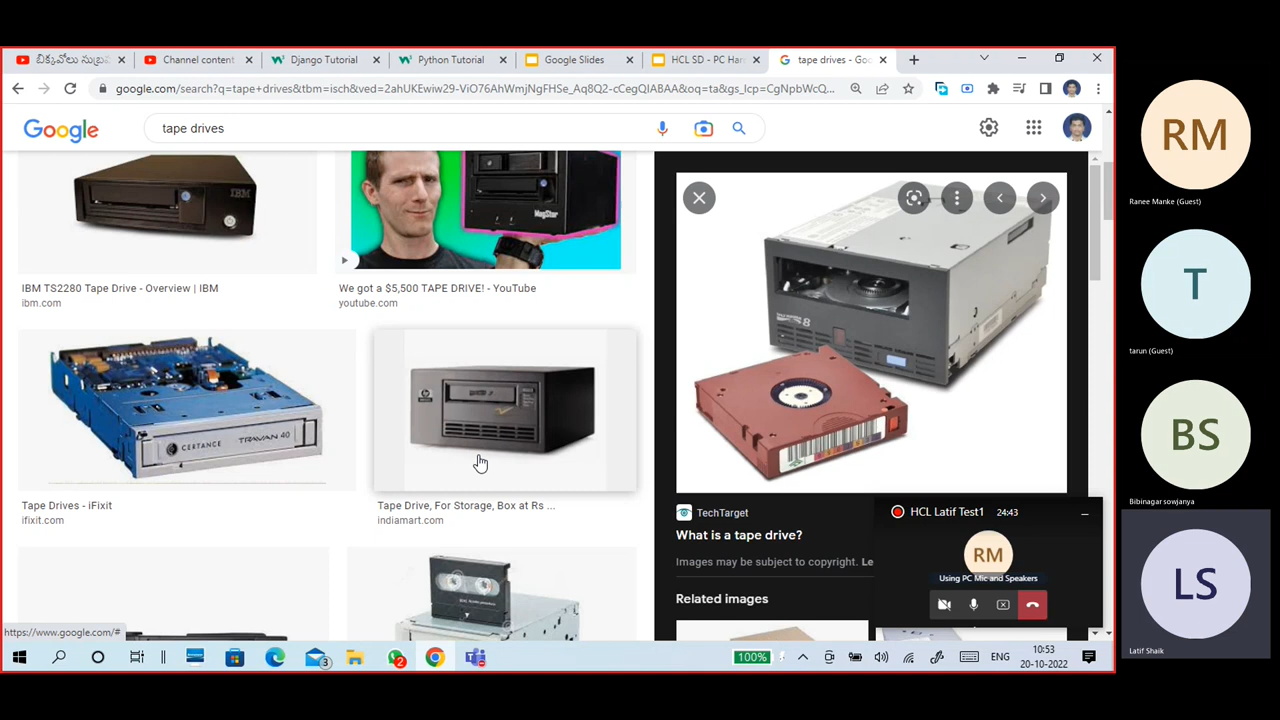 బిక్కవోలు సుబ్రమ
Channel content
Django Tutorial
Python Tutorial
Google Slides
HCL SD - PC Har
tape drives - Goo
google.com/search?q=tape+drives&tbm=isch&ved=2ahUKEwiw29-ViO76AhWmjNgFHSe_Aq8Q2-cCegQIABAA&oq=ta&gs_lcp=CgNpbWcQ...
Google
tape drives
IBM
MagStor
IBM TS2280 Tape Drive - Overview | IBM
ibm.com
We got a $5,500 TAPE DRIVE! - YouTube
youtube.com
CERTANCE TRAVAN 40
Tape Drives - iFixit
ifixit.com
Tape Drive, For Storage, Box at Rs ...
indiamart.com
TechTarget
What is a tape drive?
Images may be subject to copyright. Le
Related images
HCL Latif Test1 24:43
RM
Using PC Mic and Speakers
https://www.google.com/#
3
2
100%
ENG
10:53
20-10-2022
RM
Ranee Manke (Guest)
T
tarun (Guest)
BS
Bibinagar sowjanya
LS
Latif Shaik